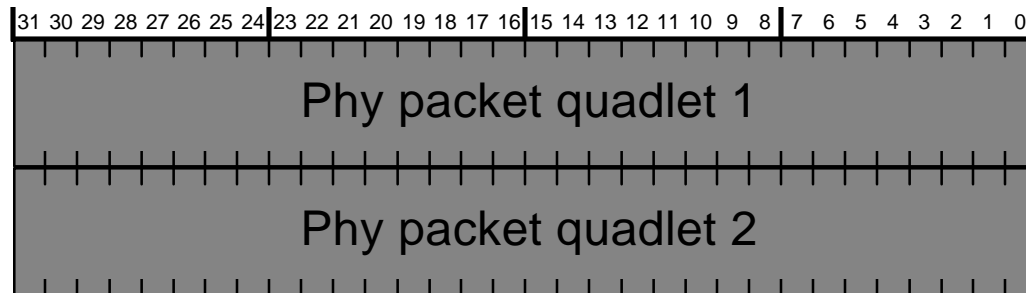 31 30 29 28 27 26 25 24 23 22 21 20 19 18 17 16 15 14 13 12 11 10 9 8 7 6 5 4 3 2 1 0
Phy packet quadlet 1
Phy packet quadlet 2